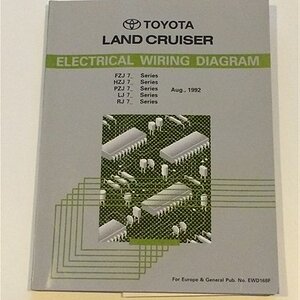 TOYOTA
LAND CRUISER
ELECTRICAL WIRING DIAGRAM
FZJ 7_ Series
HZJ 7_ Series
PZJ 7_ Series Aug., 1992
LJ 7_ Series
RJ 7_ Series
For Europe & General Pub. No. EWD168F